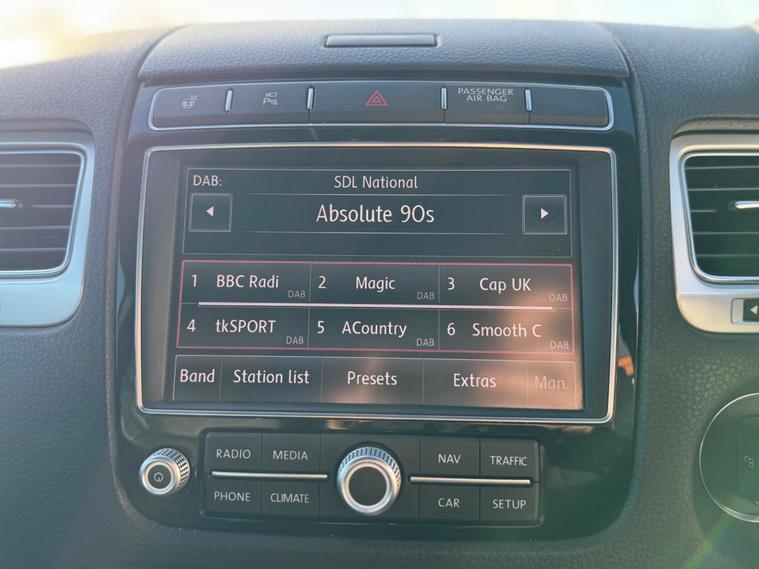 PASSENGER
AIR BAG
DAB: SDL National
Absolute 90s
1 BBC Radi DAB 2 Magic DAB 3 Cap UK DAB
4 tkSPORT DAB 5 ACountry DAB 6 Smooth C DAB
Band Station list Presets Extras Man.
RADIO MEDIA NAV TRAFFIC
PHONE CLIMATE CAR SETUP